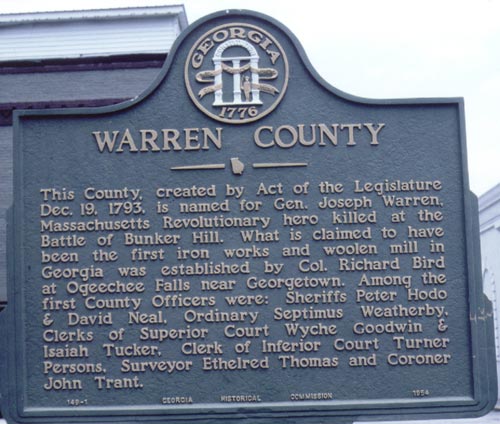 GEORGIA
1776
WARREN COUNTY
This County, created by Act of the Legislature
Dec. 19, 1793, is named for Gen. Joseph Warren,
Massachusetts Revolutionary hero killed at the
Battle of Bunker Hill. What is claimed to have
been the first iron works and woolen mill in
Georgia was established by Col. Richard Bird
at Ogeechee Falls near Georgetown. Among the
first County Officers were: Sheriffs Peter Hodo
& David Neal, Ordinary Septimus Weatherby,
Clerks of Superior Court Wyche Goodwin &
Isaiah Tucker, Clerk of Inferior Court Turner
Persons, Surveyor Ethelred Thomas and Coroner
John Trant.
149-1 GEORGIA HISTORICAL COMMISSION 1954